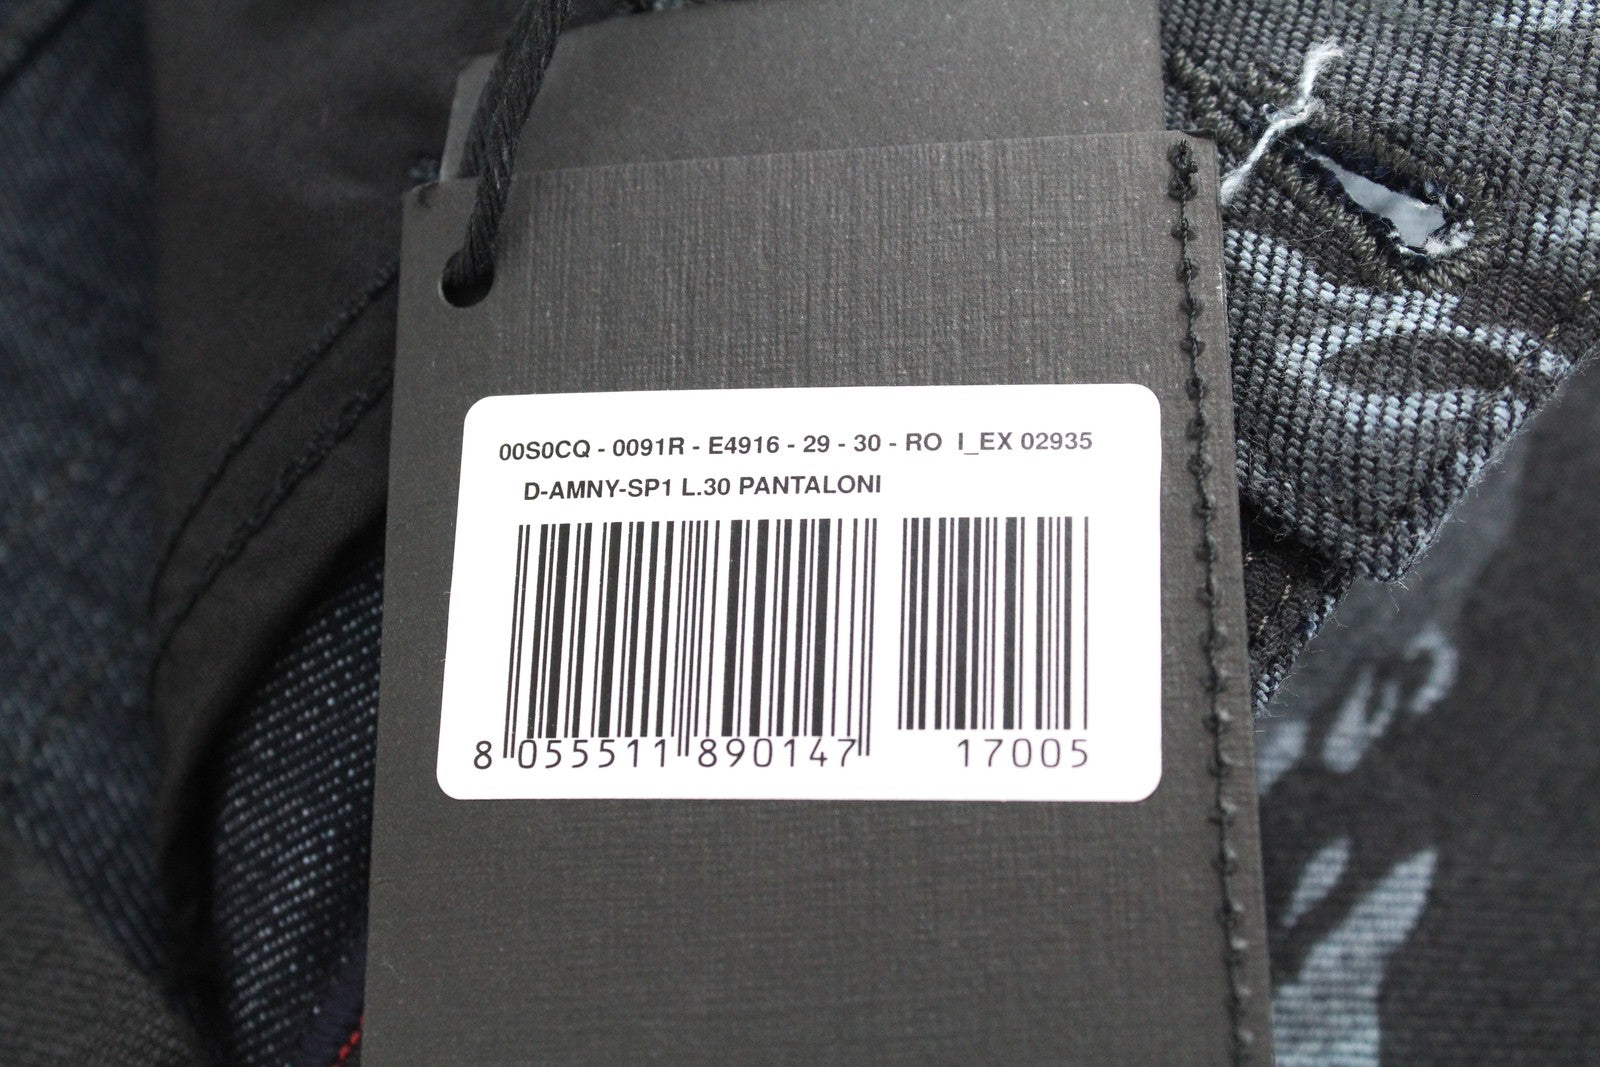 00S0CQ - 0091R - E4916 - 29 - 30 - RO I_EX 02935
D-AMNY-SP1 L.30 PANTALONI
8 055511 890147 17005